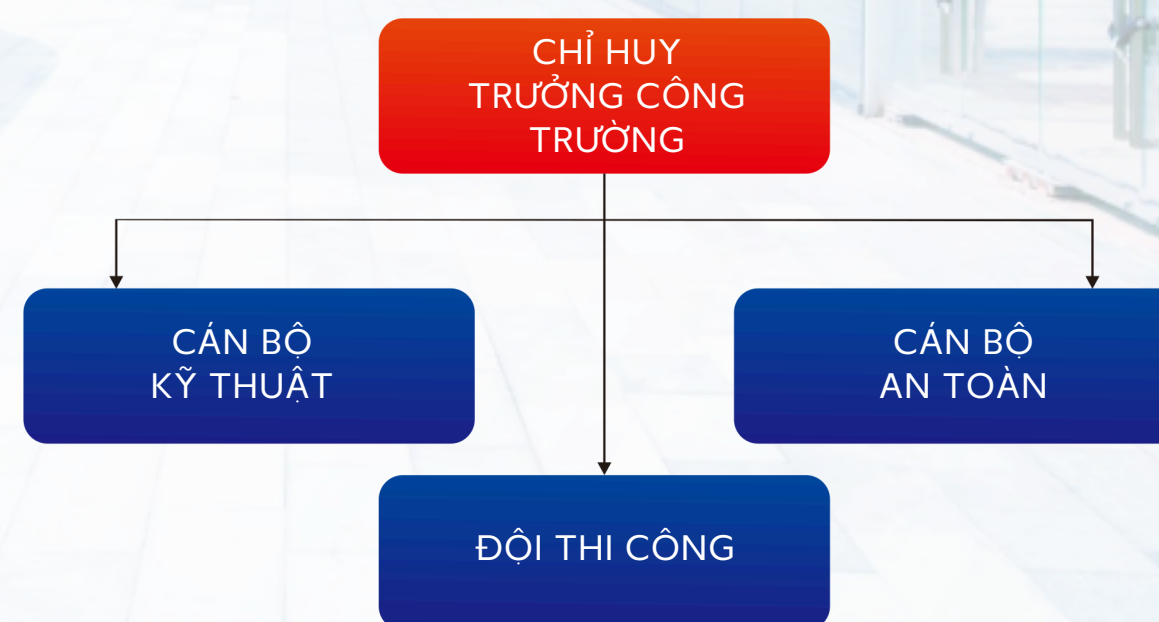 CHỈ HUY
TRƯỞNG CÔNG
TRƯỜNG
CÁN BỘ
KỸ THUẬT
CÁN BỘ
AN TOÀN
ĐỘI THI CÔNG